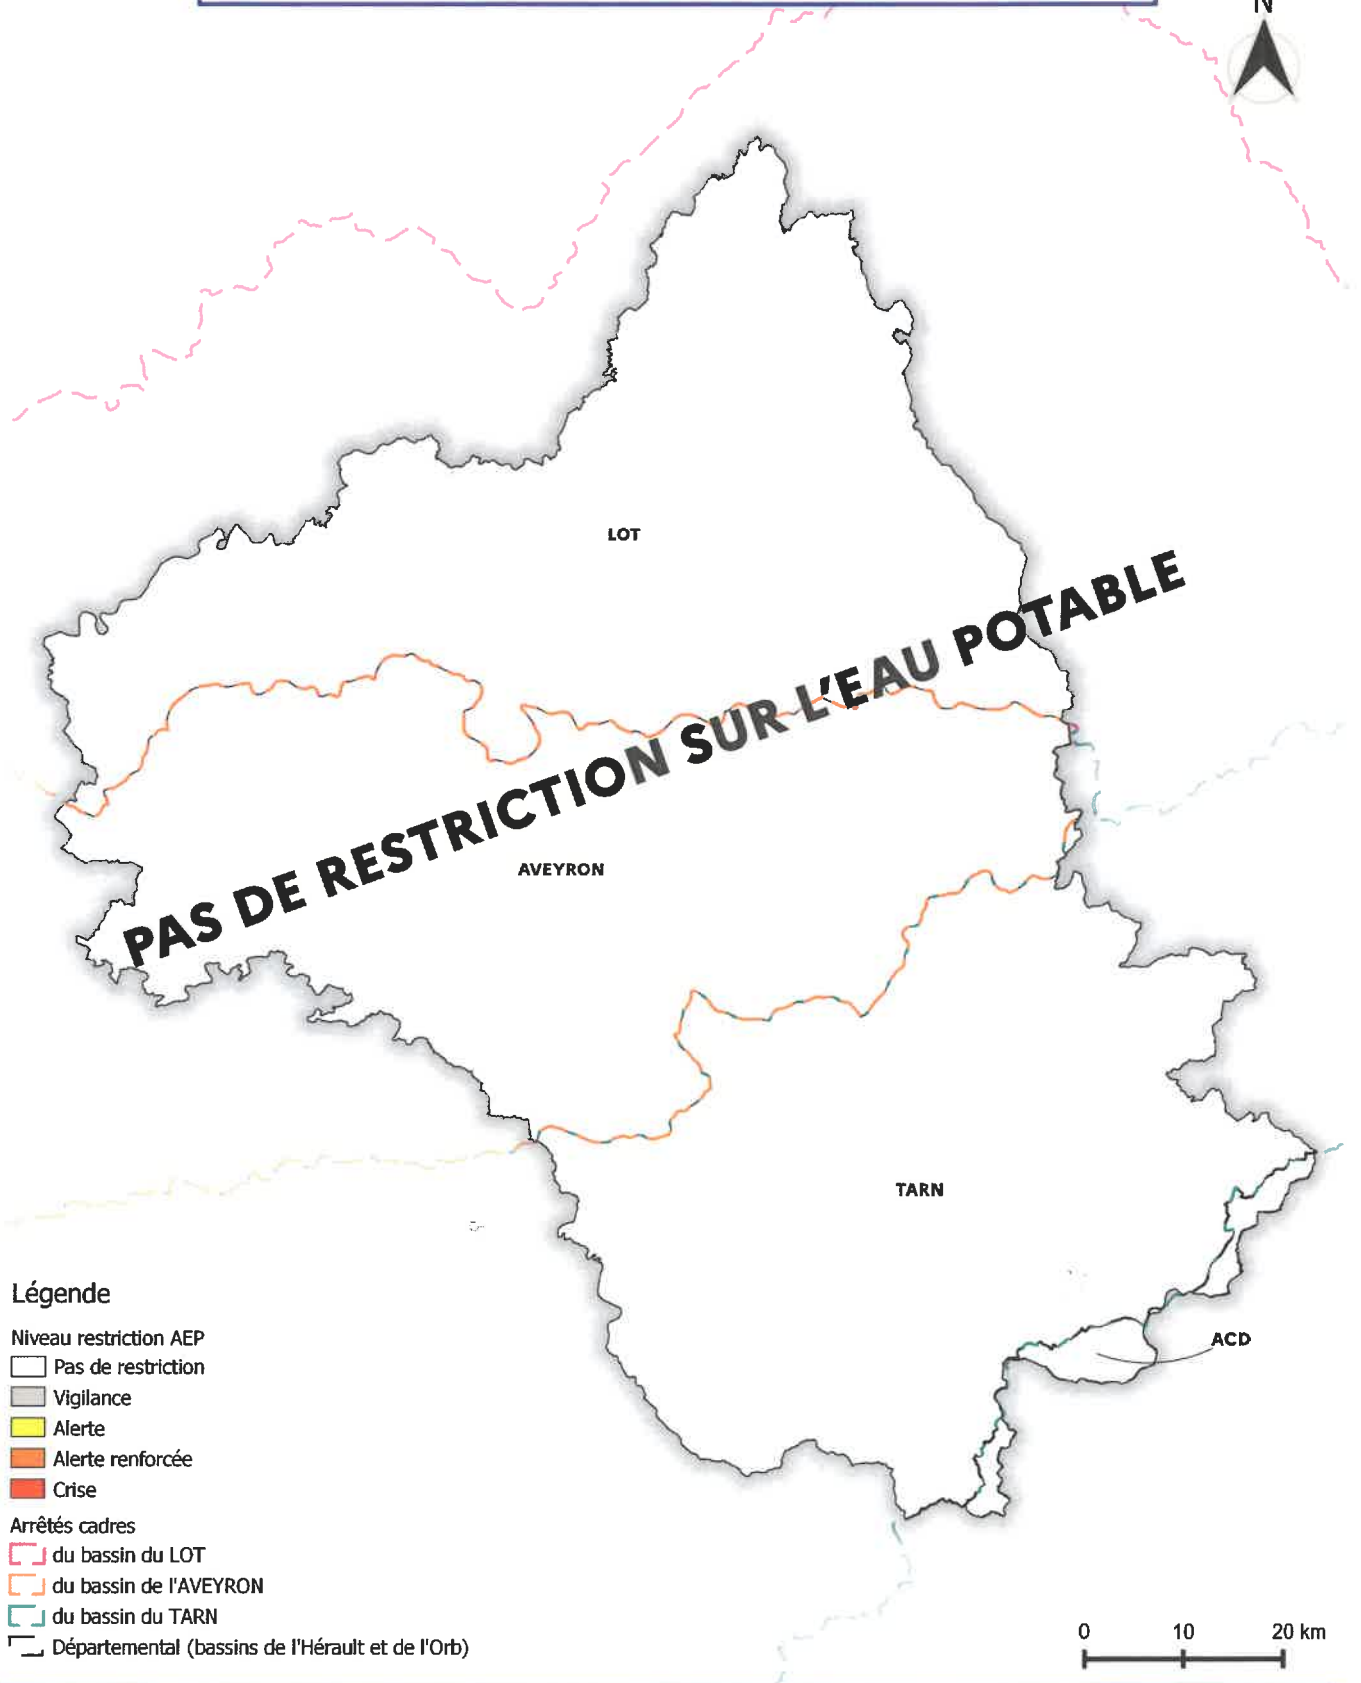 N
LOT
PAS DE RESTRICTION SUR L'EAU POTABLE
AVEYRON
TARN
ACD
Légende
Niveau restriction AEP
Pas de restriction
Vigilance
Alerte
Alerte renforcée
Crise
Arrêtés cadres
du bassin du LOT
du bassin de l'AVEYRON
du bassin du TARN
Départemental (bassins de l'Hérault et de l'Orb)
0 10 20 km